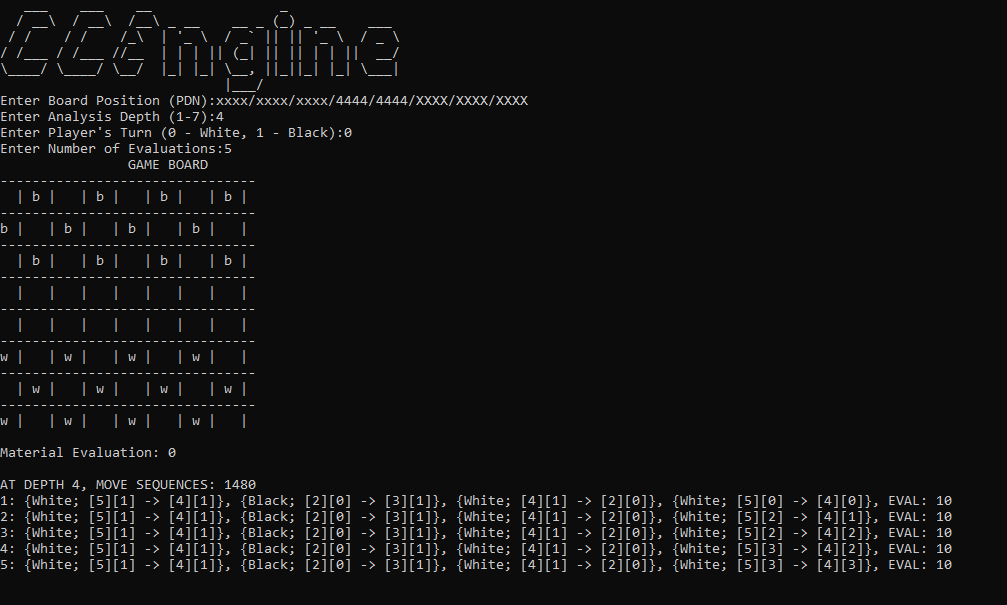 CCEngine
Enter Board Position (PDN):xxxx/xxxx/xxxx/4444/4444/XXXX/XXXX/XXXX
Enter Analysis Depth (1-7):4
Enter Player's Turn (0 - White, 1 - Black):0
Enter Number of Evaluations:5
GAME BOARD
--------------------------------
  | b |   | b |   | b |   | b |
--------------------------------
b |   | b |   | b |   | b |   |
--------------------------------
  | b |   | b |   | b |   | b |
--------------------------------
  |   |   |   |   |   |   |   |
--------------------------------
  |   |   |   |   |   |   |   |
--------------------------------
w |   | w |   | w |   | w |   |
--------------------------------
  | w |   | w |   | w |   | w |
--------------------------------
w |   | w |   | w |   | w |   |
Material Evaluation: 0
AT DEPTH 4, MOVE SEQUENCES: 1480
1: {White; [5][1] -> [4][1]}, {Black; [2][0] -> [3][1]}, {White; [4][1] -> [2][0]}, {White; [5][0] -> [4][0]}, EVAL: 10
2: {White; [5][1] -> [4][1]}, {Black; [2][0] -> [3][1]}, {White; [4][1] -> [2][0]}, {White; [5][2] -> [4][1]}, EVAL: 10
3: {White; [5][1] -> [4][1]}, {Black; [2][0] -> [3][1]}, {White; [4][1] -> [2][0]}, {White; [5][2] -> [4][2]}, EVAL: 10
4: {White; [5][1] -> [4][1]}, {Black; [2][0] -> [3][1]}, {White; [4][1] -> [2][0]}, {White; [5][3] -> [4][2]}, EVAL: 10
5: {White; [5][1] -> [4][1]}, {Black; [2][0] -> [3][1]}, {White; [4][1] -> [2][0]}, {White; [5][3] -> [4][3]}, EVAL: 10